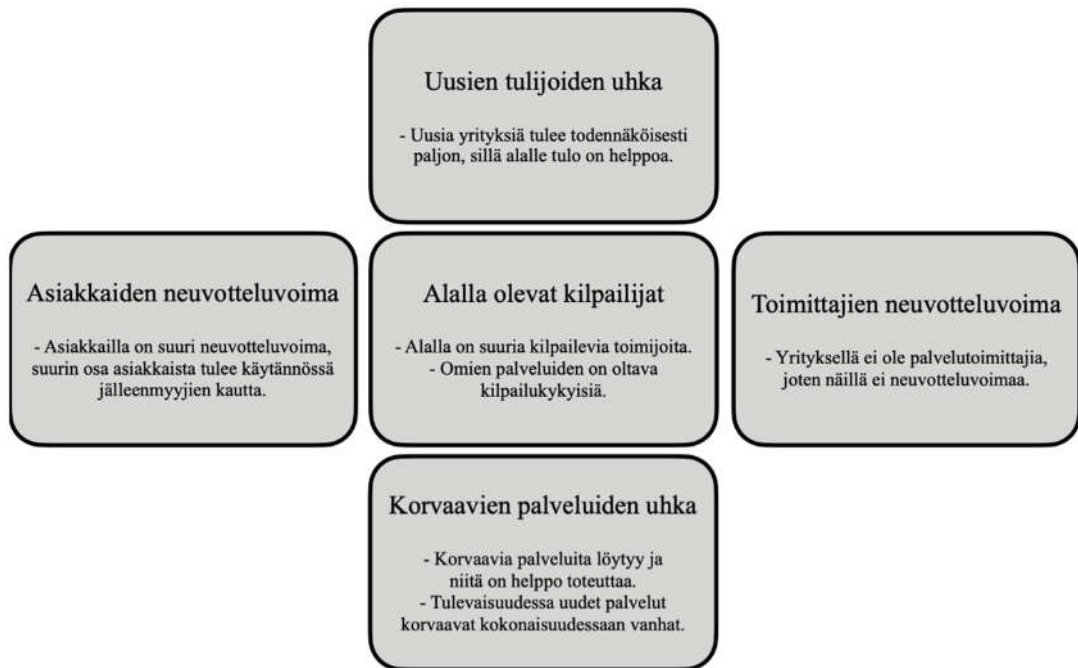 Uusien tulijoiden uhka
- Uusia yrityksiä tulee todennäköisesti
paljon, sillä alalle tulo on helppoa.
Asiakkaiden neuvotteluvoima
- Asiakkailla on suuri neuvotteluvoima,
suurin osa asiakkaista tulee käytännössä
jälleenmyyjien kautta.
Alalla olevat kilpailijat
- Alalla on suuria kilpailevia toimijoita.
- Omien palveluiden on oltava
kilpailukykyisiä.
Toimittajien neuvotteluvoima
- Yrityksellä ei ole palvelutoimittajia,
joten näillä ei neuvotteluvoimaa.
Korvaavien palveluiden uhka
- Korvaavia palveluita löytyy ja
niitä on helppo toteuttaa.
- Tulevaisuudessa uudet palvelut
korvaavat kokonaisuudessaan vanhat.